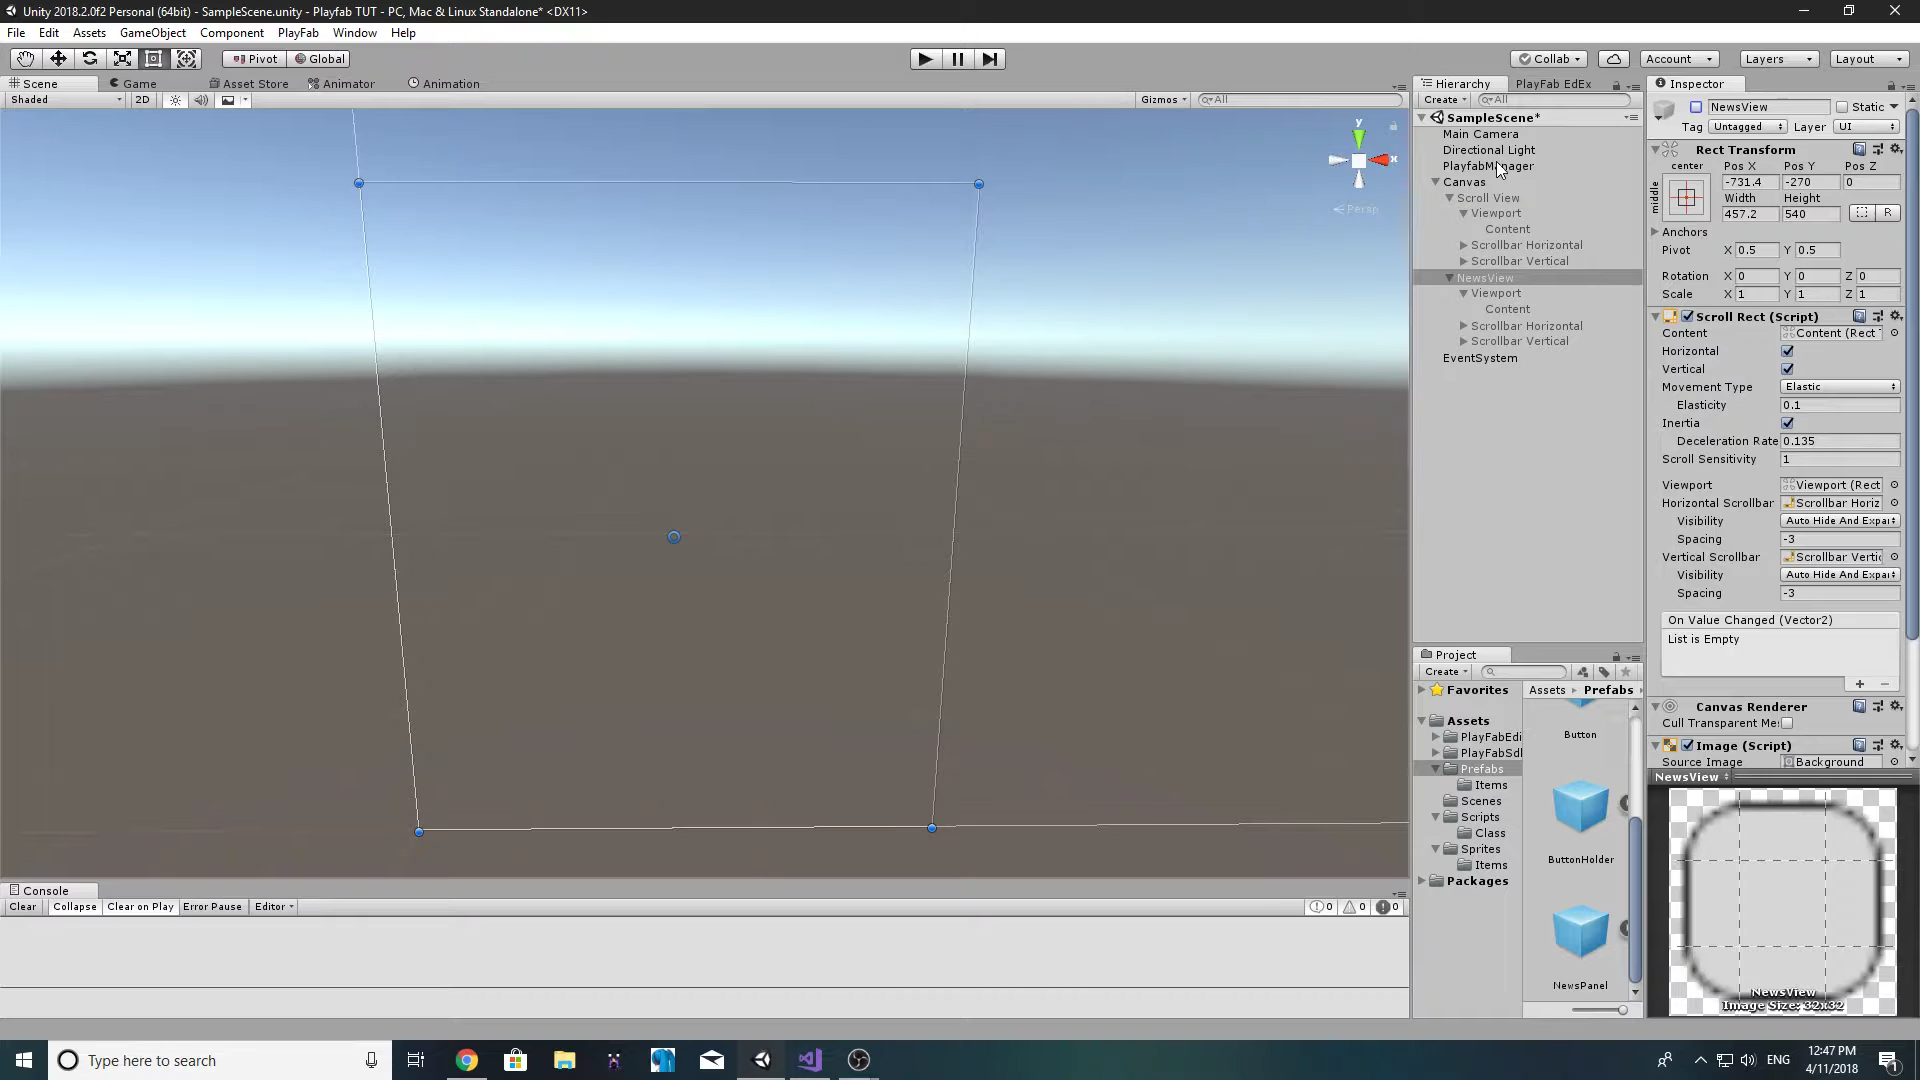 Unity 2018.2.0f2 Personal (64bit) - SampleScene.unity - Playfab TUT - PC, Mac & Linux Standalone* <DX11>
File Edit Assets GameObject Component PlayFab Window Help
Pivot Global Collab Account Layers Layout
Scene Game Asset Store Animator Animation
Shaded 2D Gizmos All
y
x
Persp
Hierarchy PlayFab EdEx
Create All
SampleScene*
Main Camera
Directional Light
PlayfabManager
Canvas
Scroll View
Viewport
Content
Scrollbar Horizontal
Scrollbar Vertical
NewsView
Viewport
Content
Scrollbar Horizontal
Scrollbar Vertical
EventSystem
Inspector
NewsView Static
Tag Untagged Layer UI
Rect Transform
center Pos X Pos Y Pos Z
middle -731.4 -270 0
Width Height
457.2 540 R
Anchors
Pivot X 0.5 Y 0.5
Rotation X 0 Y 0 Z 0
Scale X 1 Y 1 Z 1
Scroll Rect (Script)
Content Content (Rect T
Horizontal
Vertical
Movement Type Elastic
Elasticity 0.1
Inertia
Deceleration Rate 0.135
Scroll Sensitivity 1
Viewport Viewport (Rect
Horizontal Scrollbar Scrollbar Horiz
Visibility Auto Hide And Expan
Spacing -3
Vertical Scrollbar Scrollbar Vertic
Visibility Auto Hide And Expan
Spacing -3
On Value Changed (Vector2)
List is Empty
Canvas Renderer
Cull Transparent Mes
Image (Script)
Source Image Background
NewsView
NewsView
Image Size: 32x32
Project
Create
Favorites
Assets
PlayFabEdi
PlayFabSdl
Prefabs
Items
Scenes
Scripts
Class
Sprites
Items
Packages
Assets Prefabs
Button
ButtonHolder
NewsPanel
Console
Clear Collapse Clear on Play Error Pause Editor 0 0 0
Type here to search
ENG
12:47 PM
4/11/2018
1